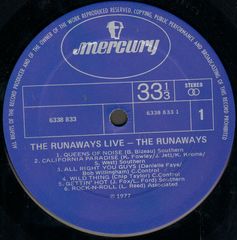 ALL RIGHTS OF THE RECORD PRODUCER AND OF THE OWNER OF THE WORK REPRODUCED RESERVED. COPYING, PUBLIC PERFORMANCE AND BROADCASTING OF THIS RECORD PROHIBITED
mercury
33 1/3
STEREO
6338 833
6338 833 1
1
THE RUNAWAYS LIVE – THE RUNAWAYS
1. QUEENS OF NOISE (B. Bizeau) Southern
2. CALIFORNIA PARADISE (K. Fowley/J. Jett/K. Krome/
S. West) Southern
3. ALL RIGHT YOU GUYS (Danielle Faye/
Bob Willingham) C. Control
4. WILD THING (Chip Taylor) C. Control
5. GETTIN' HOT (J. Fox/L. Ford) Southern
6. ROCK-N-ROLL (L. Reed) Associated
℗ 1977